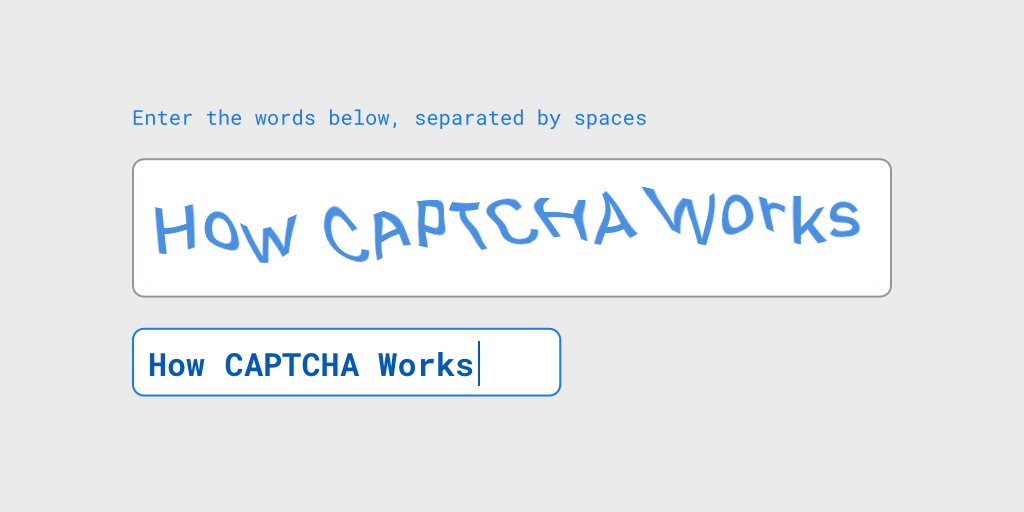 Enter the words below, separated by spaces
How CAPTCHA Works
How CAPTCHA Works